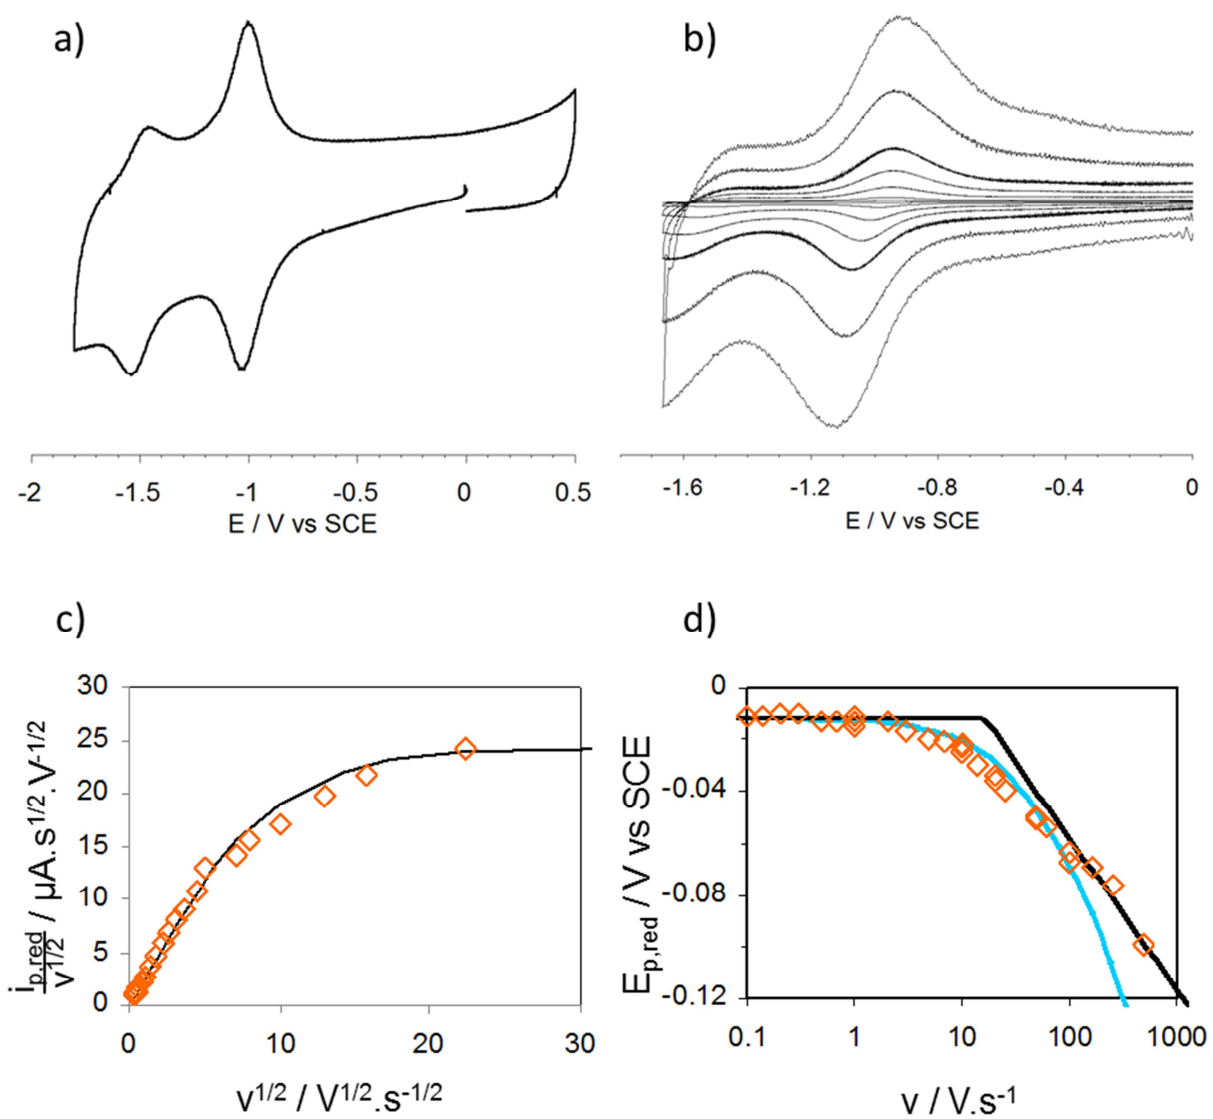 a)
b)
-2 -1.5 -1 -0.5 0 0.5
E / V vs SCE
-1.6 -1.2 -0.8 -0.4 0
E / V vs SCE
c)
d)
30
25
20
15
10
5
0
i_{p,red} / v^{1/2} / μA.s^{1/2}.V^{-1/2}
0 10 20 30
v^{1/2} / V^{1/2}.s^{-1/2}
0
-0.04
-0.08
-0.12
E_{p,red} / V vs SCE
0.1 1 10 100 1000
v / V.s^{-1}